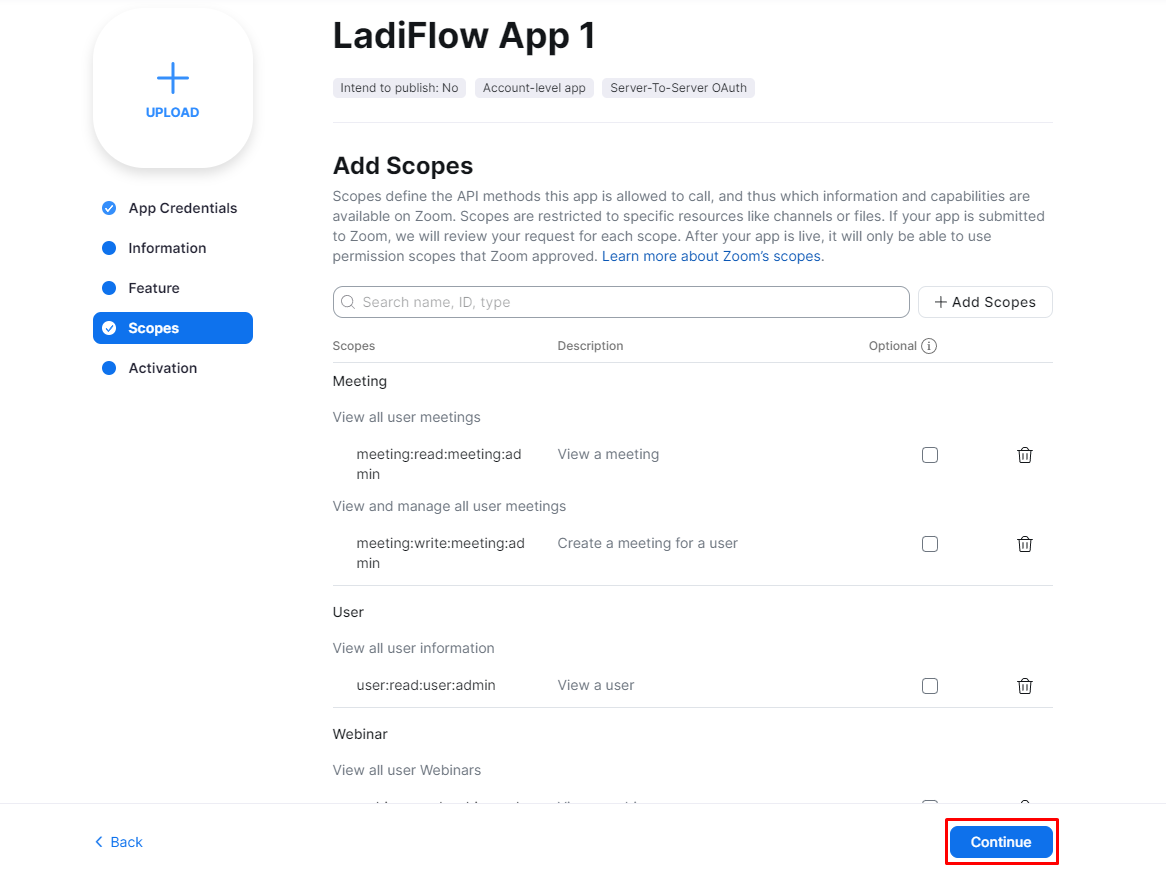 LadiFlow App 1
UPLOAD
Intend to publish: No
Account-level app
Server-To-Server OAuth
App Credentials
Information
Feature
Scopes
Activation
Add Scopes
Scopes define the API methods this app is allowed to call, and thus which information and capabilities are
available on Zoom. Scopes are restricted to specific resources like channels or files. If your app is submitted
to Zoom, we will review your request for each scope. After your app is live, it will only be able to use
permission scopes that Zoom approved. Learn more about Zoom's scopes.
Search name, ID, type
Add Scopes
Scopes Description Optional
Meeting
View all user meetings
meeting:read:meeting:ad View a meeting
min
View and manage all user meetings
meeting:write:meeting:ad Create a meeting for a user
min
User
View all user information
user:read:user:admin View a user
Webinar
View all user Webinars
Back
Continue